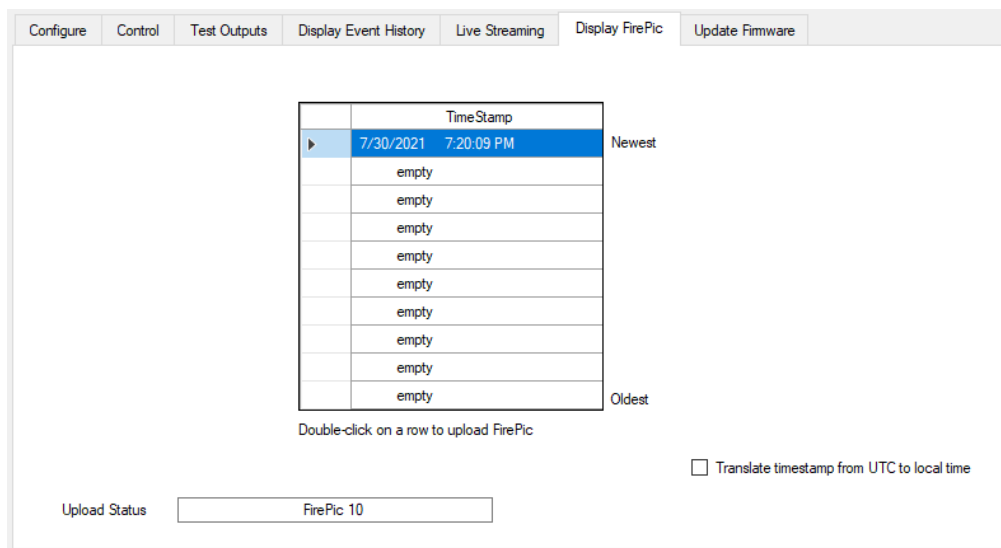 Configure Control Test Outputs Display Event History Live Streaming Display FirePic Update Firmware
TimeStamp
7/30/2021 7:20:09 PM Newest
empty
empty
empty
empty
empty
empty
empty
empty
empty Oldest
Double-click on a row to upload FirePic
Translate timestamp from UTC to local time
Upload Status FirePic 10